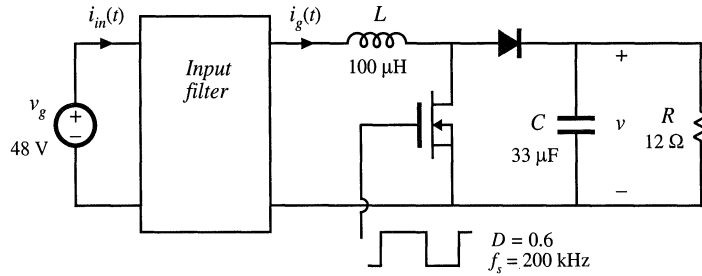 i_in(t)
i_g(t)
L
100 µH
Input
filter
v_g
+
−
48 V
C
33 µF
+
v
−
R
12 Ω
D = 0.6
f_s = 200 kHz